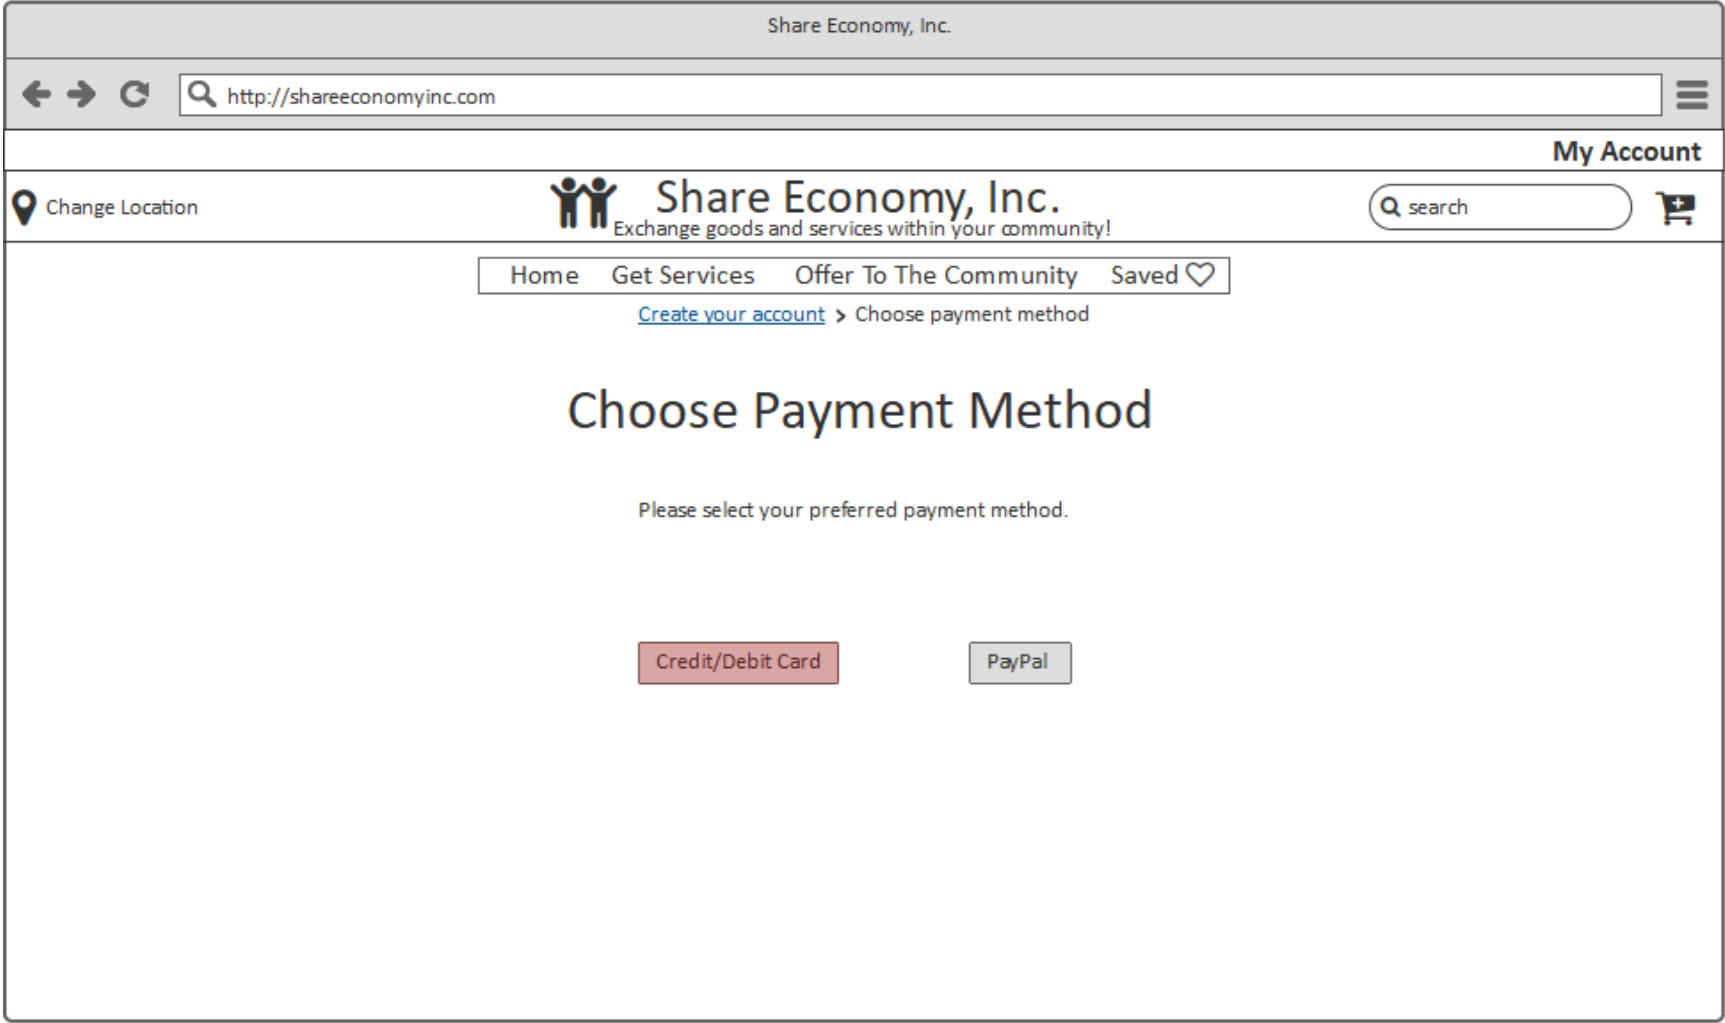 Share Economy, Inc.
http://shareeconomyinc.com
My Account
Change Location
Share Economy, Inc.
Exchange goods and services within your community!
search
Home Get Services Offer To The Community Saved
Create your account > Choose payment method
Choose Payment Method
Please select your preferred payment method.
Credit/Debit Card PayPal